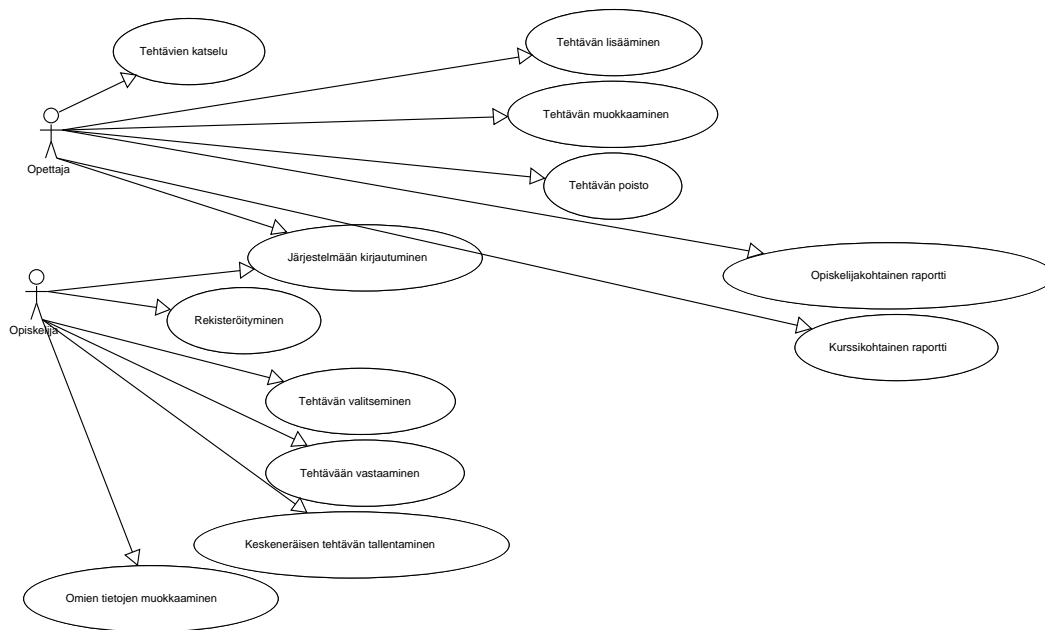 Tehtävien katselu
Tehtävän lisääminen
Tehtävän muokkaaminen
Opettaja
Tehtävän poisto
Järjestelmään kirjautuminen
Opiskelijakohtainen raportti
Opiskelija
Rekisteröityminen
Kurssikohtainen raportti
Tehtävän valitseminen
Tehtävään vastaaminen
Keskeneräisen tehtävän tallentaminen
Omien tietojen muokkaaminen